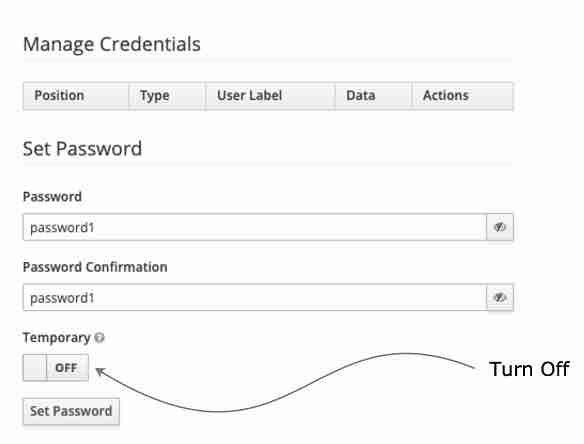 Manage Credentials
Position Type User Label Data Actions
Set Password
Password
password1
Password Confirmation
password1
Temporary
OFF
Turn Off
Set Password